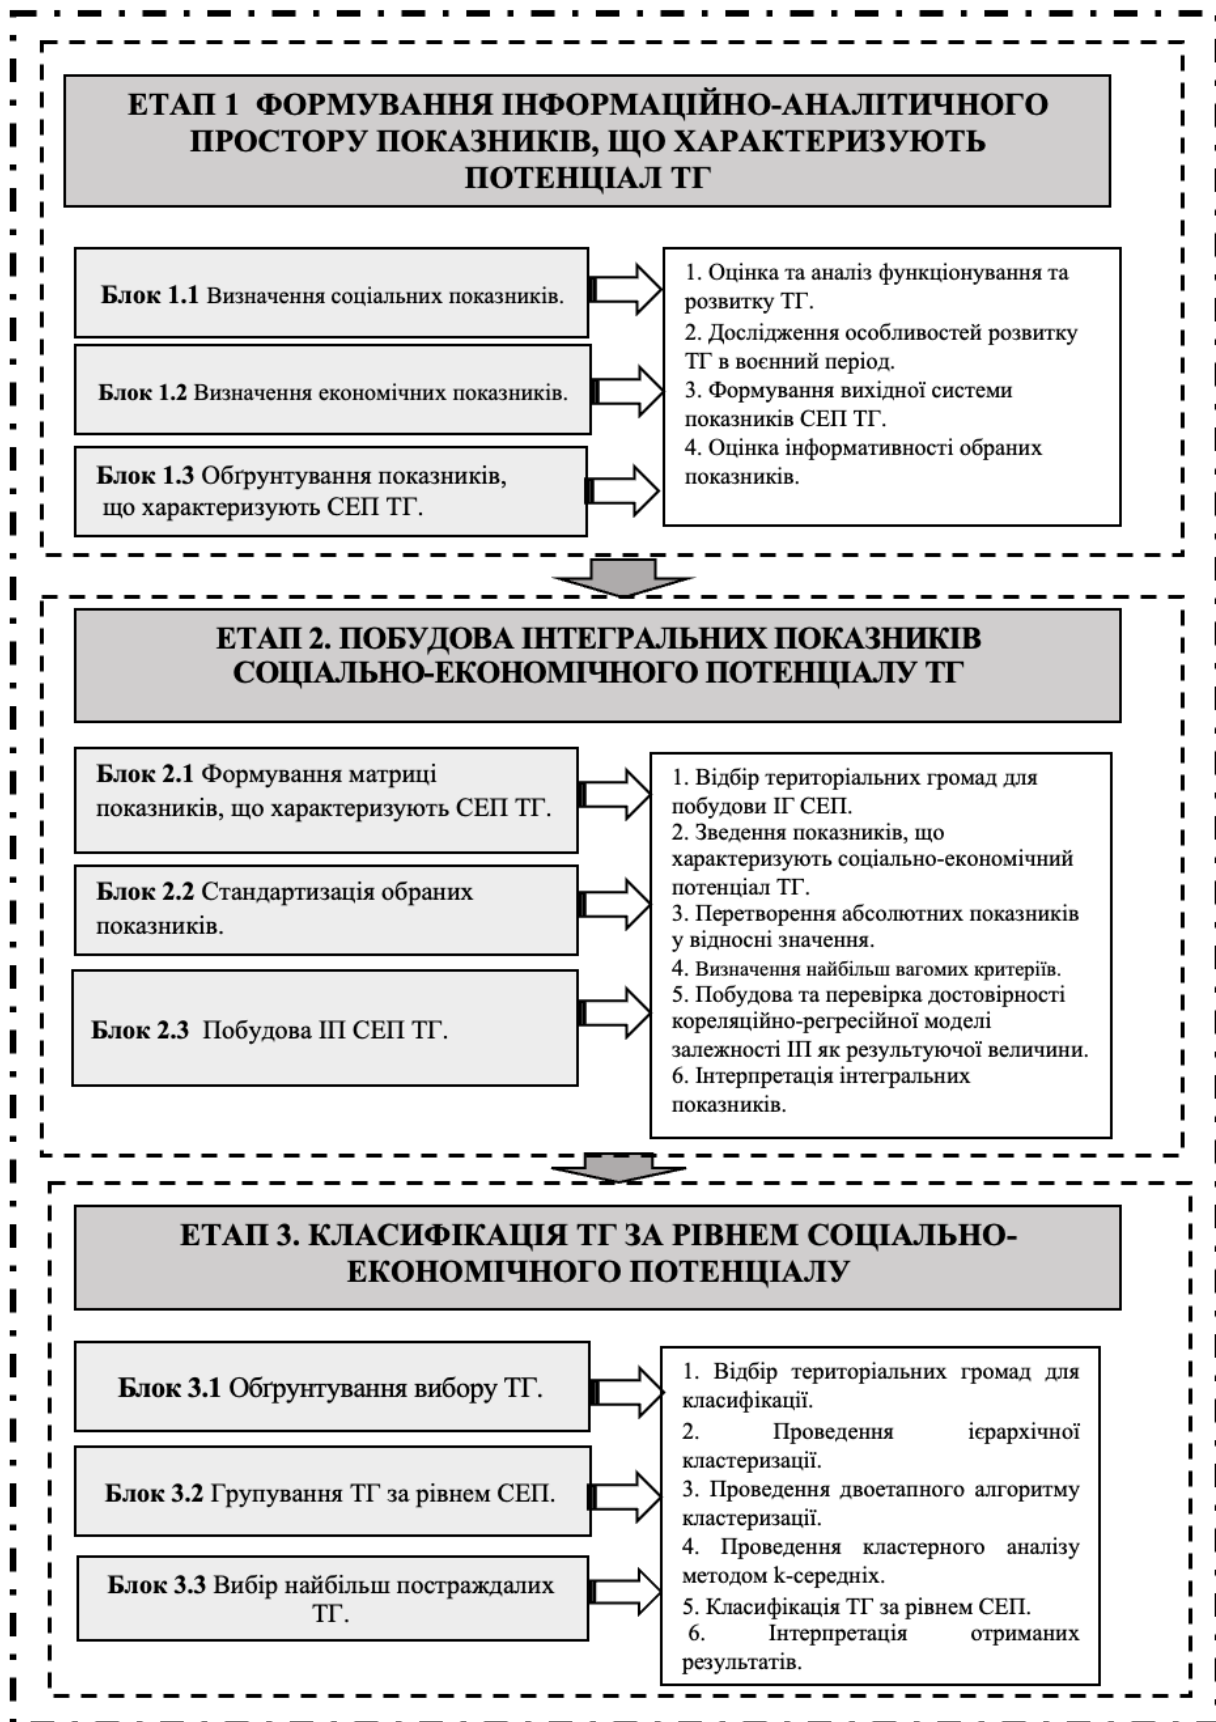 ЕТАП 1 ФОРМУВАННЯ ІНФОРМАЦІЙНО-АНАЛІТИЧНОГО
ПРОСТОРУ ПОКАЗНИКІВ, ЩО ХАРАКТЕРИЗУЮТЬ
ПОТЕНЦІАЛ ТГ
Блок 1.1 Визначення соціальних показників.
Блок 1.2 Визначення економічних показників.
Блок 1.3 Обґрунтування показників,
що характеризують СЕП ТГ.
1. Оцінка та аналіз функціонування та
розвитку ТГ.
2. Дослідження особливостей розвитку
ТГ в воєнний період.
3. Формування вихідної системи
показників СЕП ТГ.
4. Оцінка інформативності обраних
показників.
ЕТАП 2. ПОБУДОВА ІНТЕГРАЛЬНИХ ПОКАЗНИКІВ
СОЦІАЛЬНО-ЕКОНОМІЧНОГО ПОТЕНЦІАЛУ ТГ
Блок 2.1 Формування матриці
показників, що характеризують СЕП ТГ.
Блок 2.2 Стандартизація обраних
показників.
Блок 2.3 Побудова ІП СЕП ТГ.
1. Відбір територіальних громад для
побудови ІГ СЕП.
2. Зведення показників, що
характеризують соціально-економічний
потенціал ТГ.
3. Перетворення абсолютних показників
у відносні значення.
4. Визначення найбільш вагомих критеріїв.
5. Побудова та перевірка достовірності
кореляційно-регресійної моделі
залежності ІП як результуючої величини.
6. Інтерпретація інтегральних
показників.
ЕТАП 3. КЛАСИФІКАЦІЯ ТГ ЗА РІВНЕМ СОЦІАЛЬНО-
ЕКОНОМІЧНОГО ПОТЕНЦІАЛУ
Блок 3.1 Обґрунтування вибору ТГ.
Блок 3.2 Групування ТГ за рівнем СЕП.
Блок 3.3 Вибір найбільш постраждалих
ТГ.
1. Відбір територіальних громад для
класифікації.
2. Проведення ієрархічної
кластеризації.
3. Проведення двоетапного алгоритму
кластеризації.
4. Проведення кластерного аналізу
методом k-середніх.
5. Класифікація ТГ за рівнем СЕП.
6. Інтерпретація отриманих
результатів.